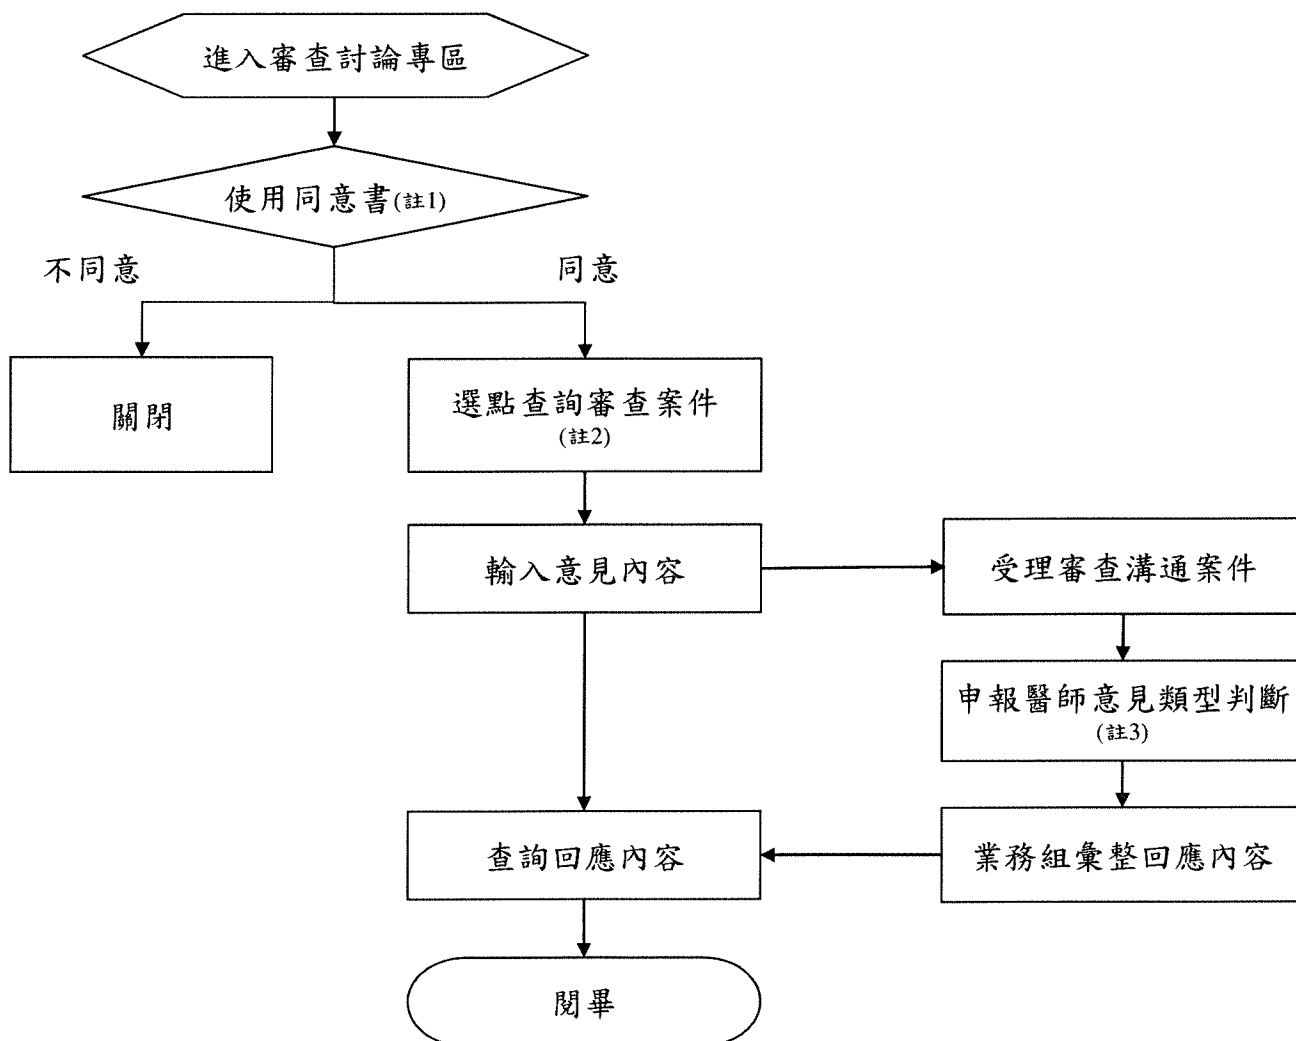 進入審查討論專區
使用同意書(註1)
不同意
同意
關閉
選點查詢審查案件
(註2)
輸入意見內容
受理審查溝通案件
申報醫師意見類型判斷
(註3)
查詢回應內容
業務組彙整回應內容
閱畢